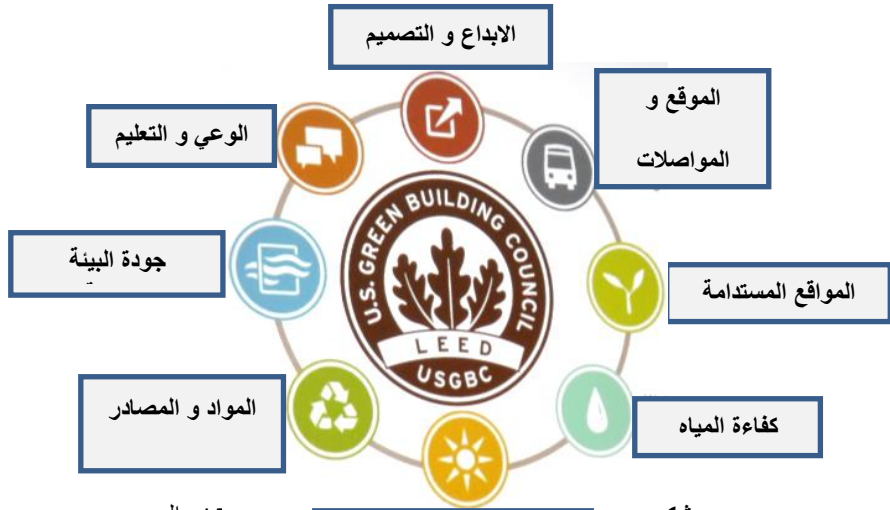 الابداع و التصميم
الموقع و
المواصلات
الوعي و التعليم
جودة البيئة
المواقع المستدامة
المواد و المصادر
كفاءة المياه
U.S. GREEN BUILDING COUNCIL
LEED
USGBC